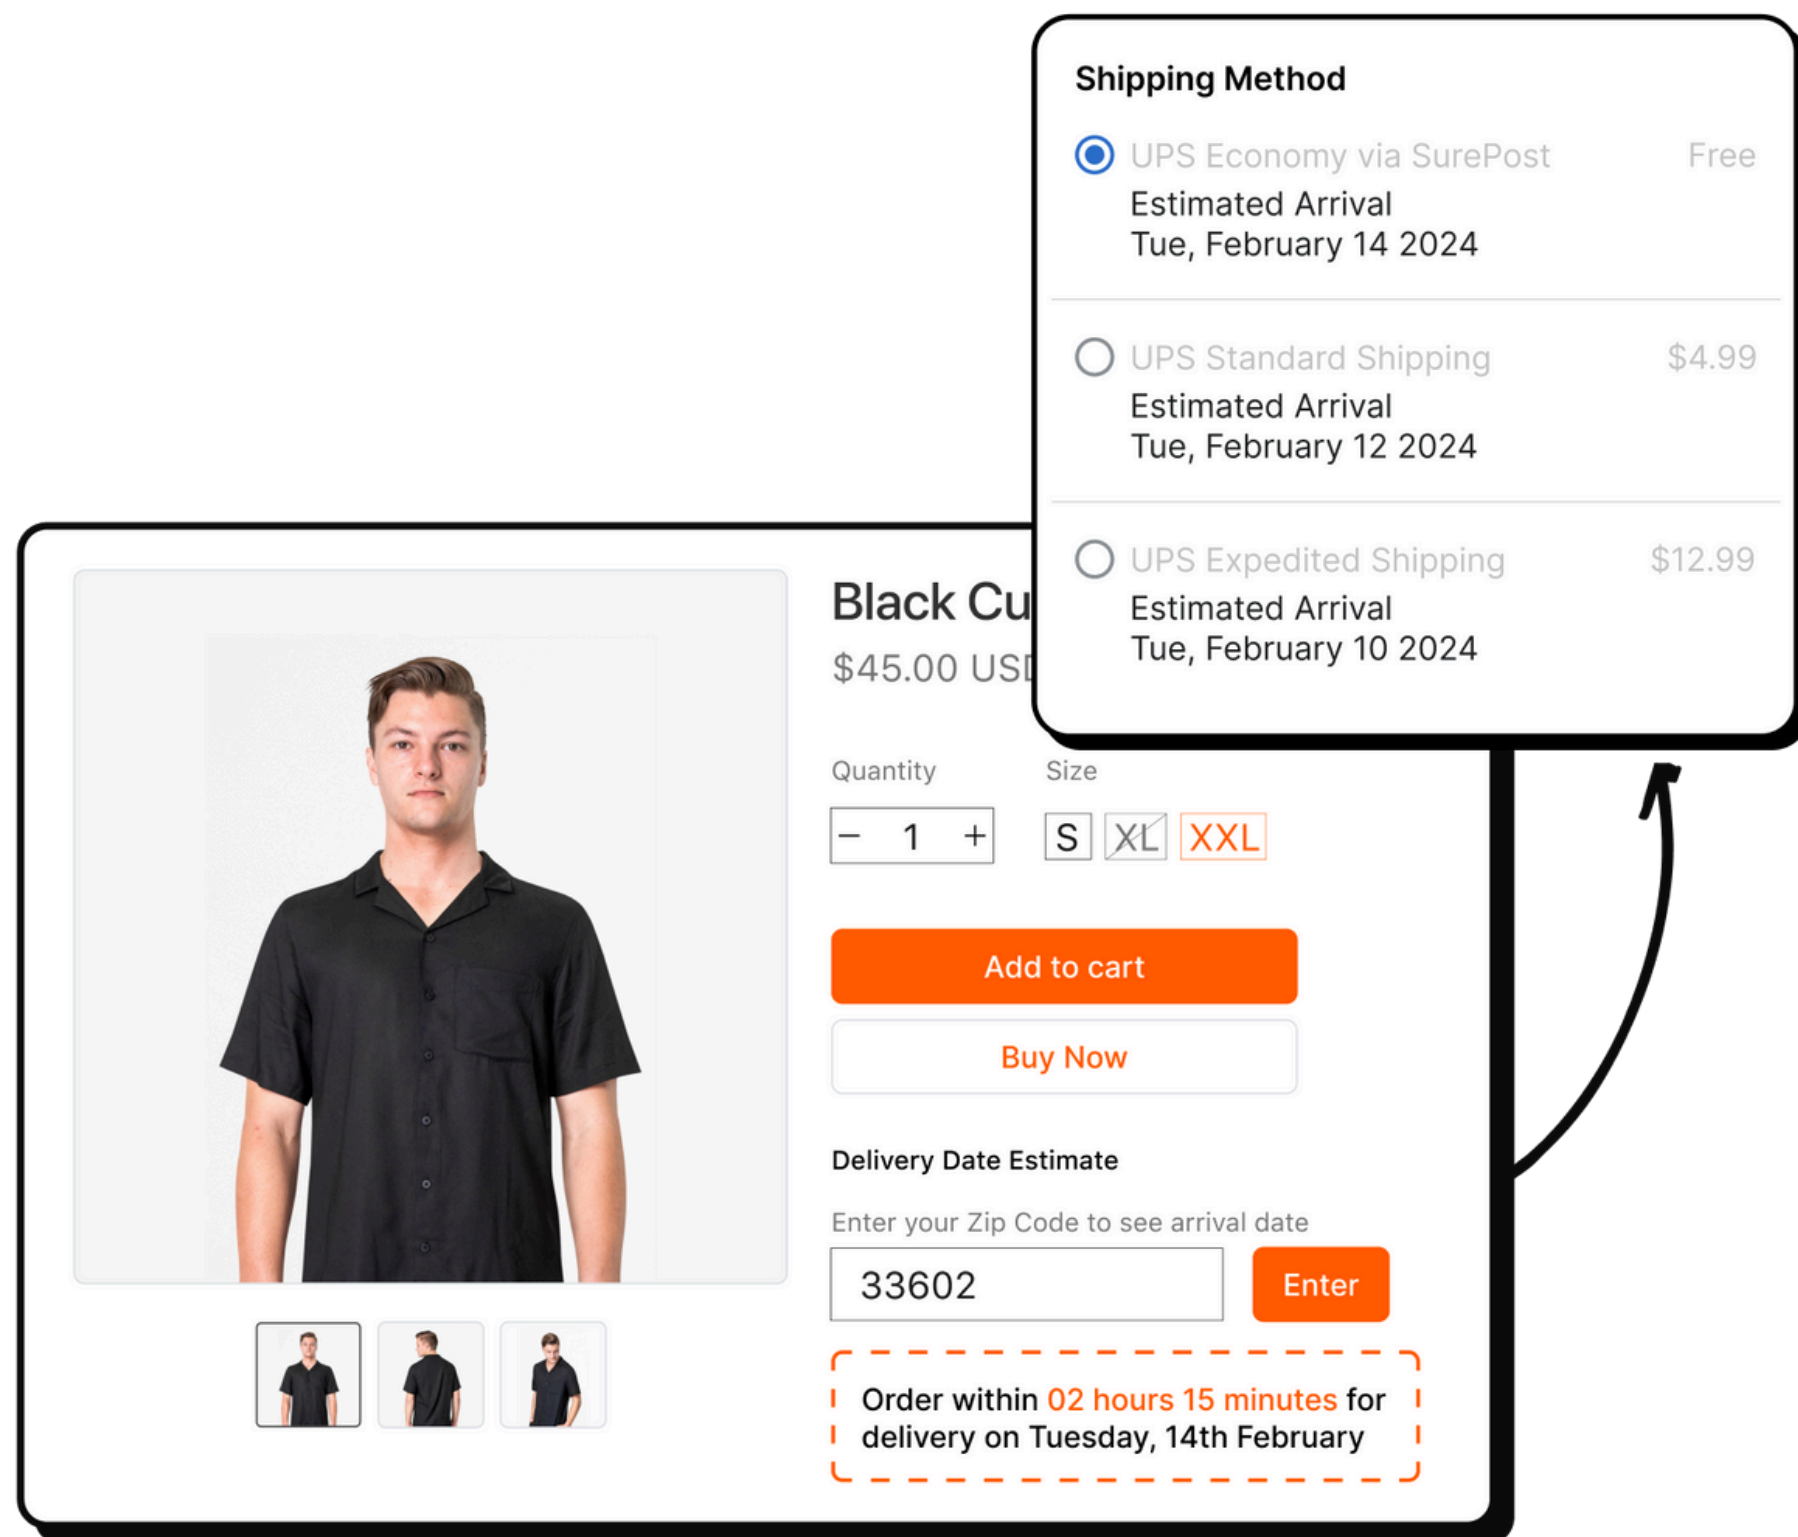 Shipping Method
UPS Economy via SurePost Free
Estimated Arrival
Tue, February 14 2024
UPS Standard Shipping $4.99
Estimated Arrival
Tue, February 12 2024
UPS Expedited Shipping $12.99
Estimated Arrival
Tue, February 10 2024
Black Cu
$45.00 USD
Quantity Size
− 1 + S XL XXL
Add to cart
Buy Now
Delivery Date Estimate
Enter your Zip Code to see arrival date
33602 Enter
Order within 02 hours 15 minutes for
delivery on Tuesday, 14th February